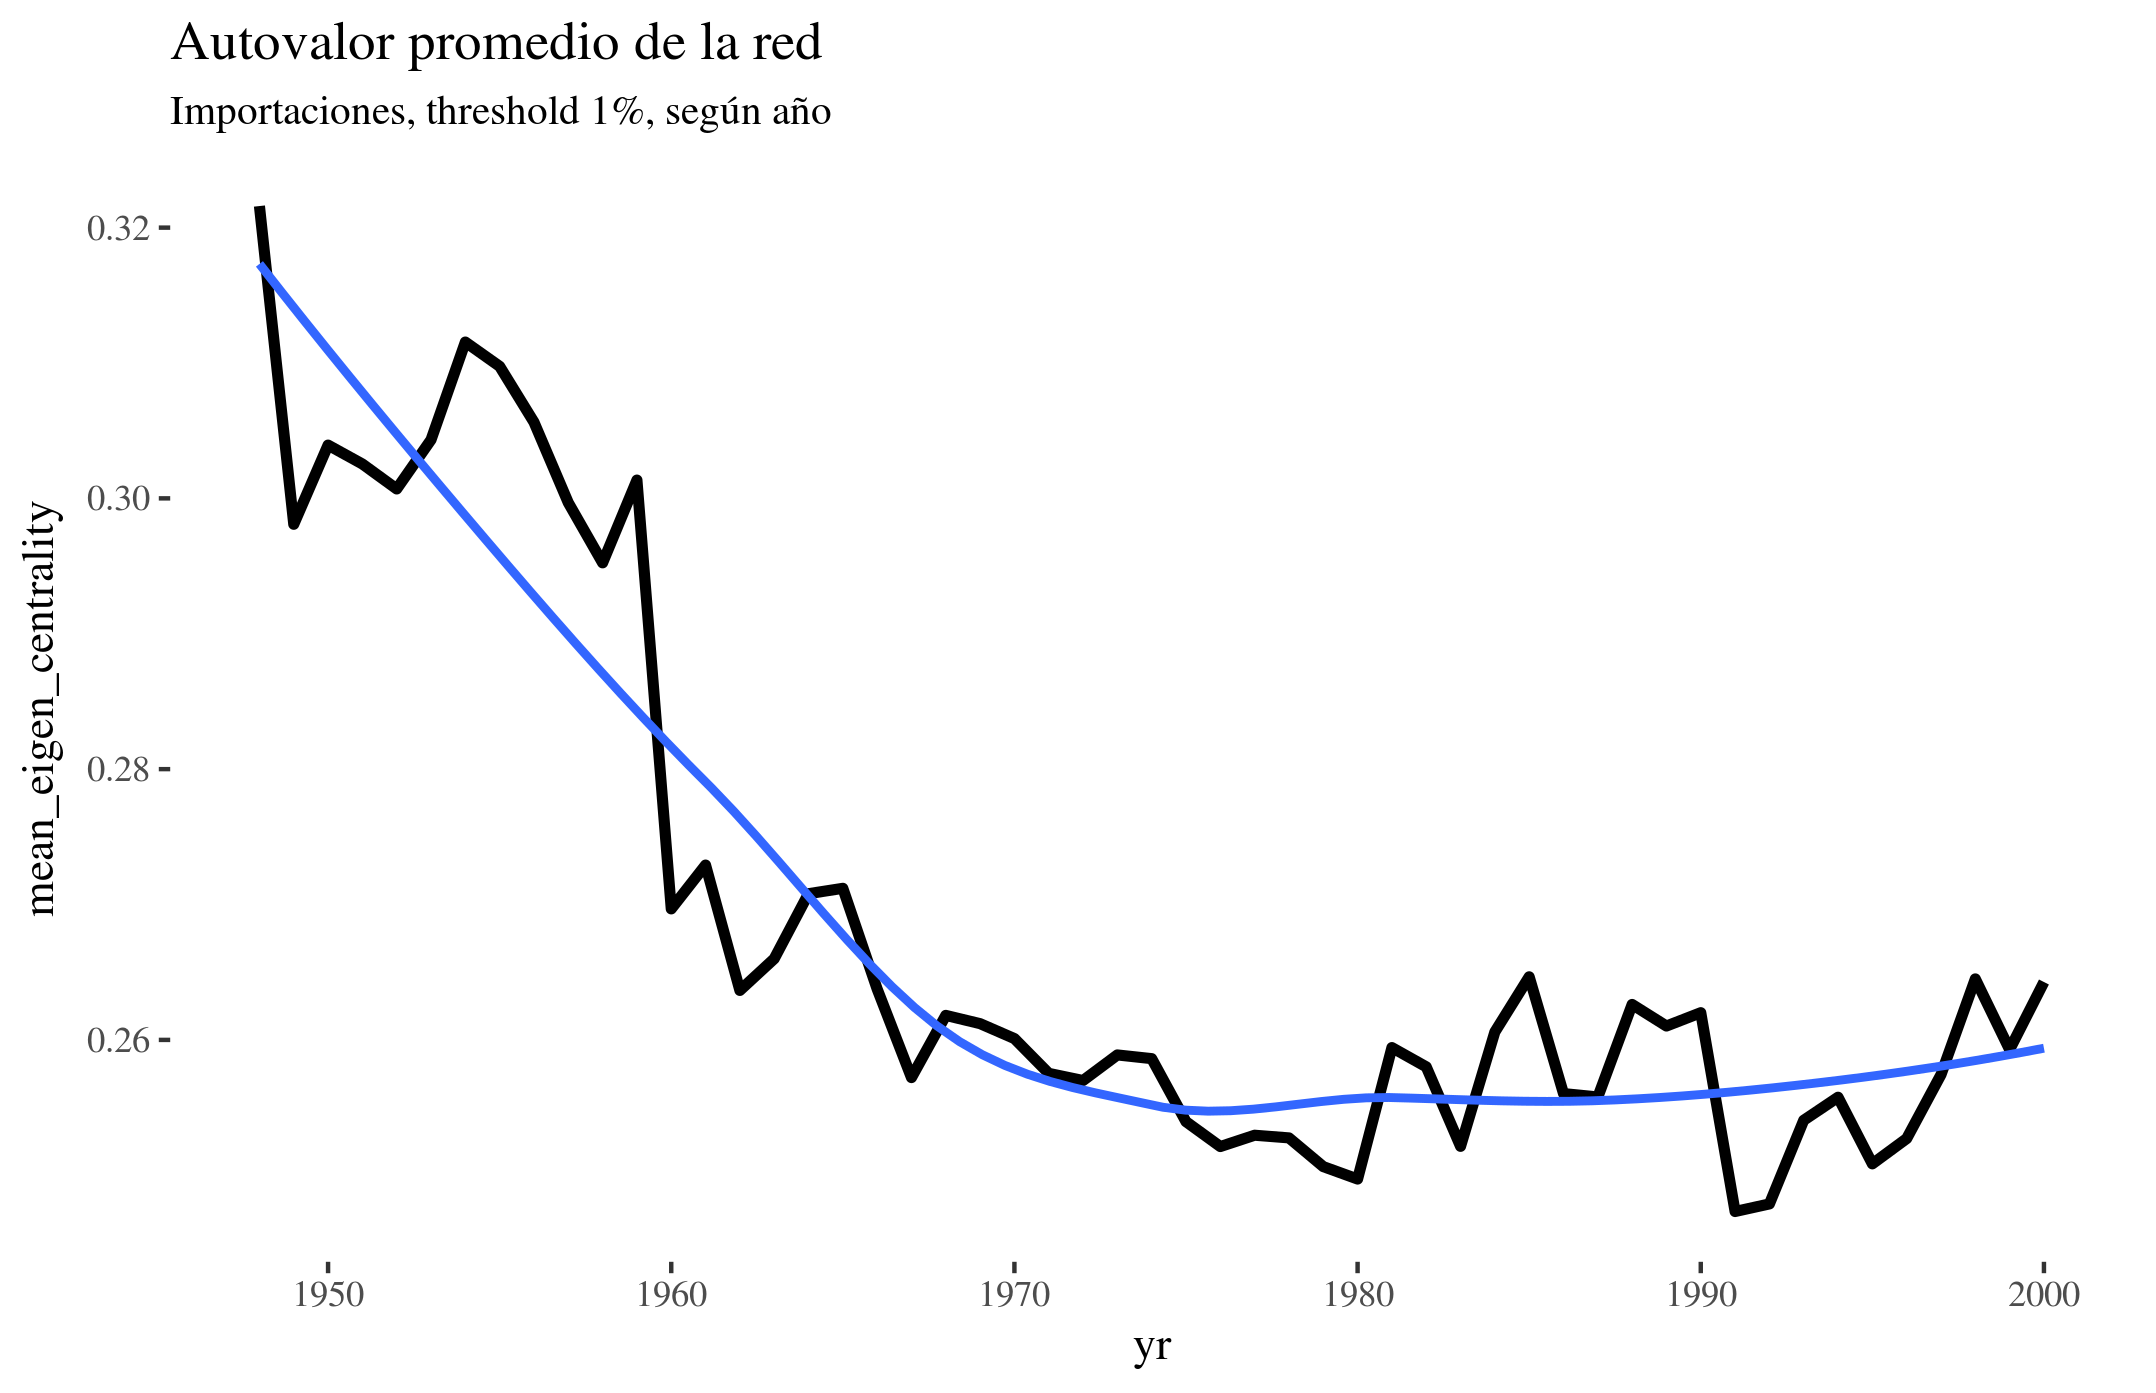 Autovalor promedio de la red
Importaciones, threshold 1%, según año
0.32
0.30
0.28
0.26
mean_eigen_centrality
1950 1960 1970 1980 1990 2000
yr